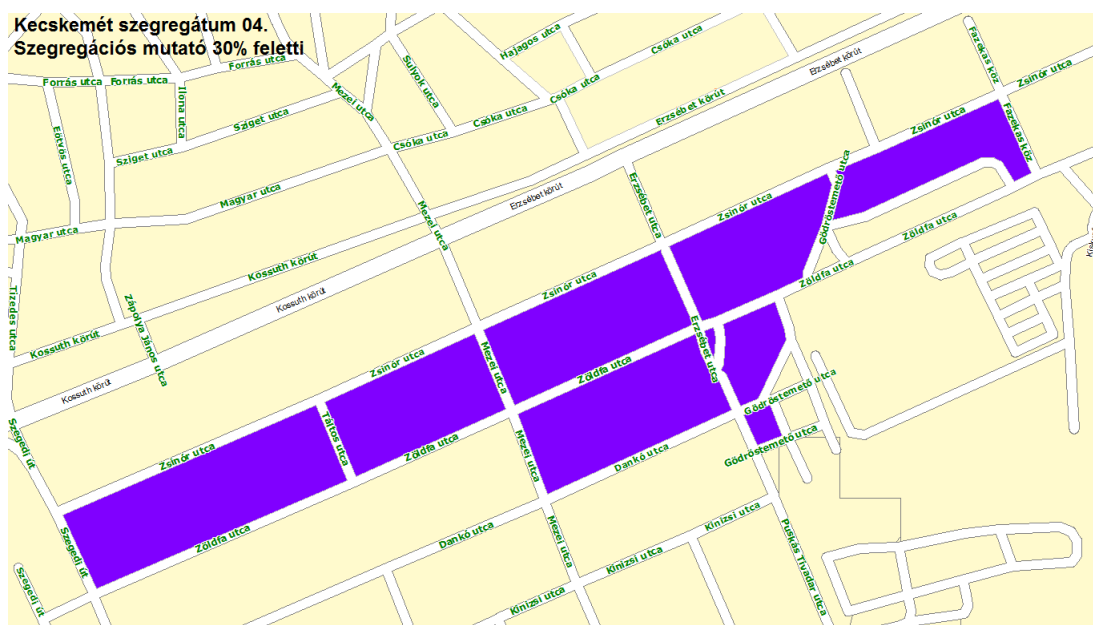 Kecskemét szegregátum 04.
Szegregációs mutató 30% feletti
Hajagos utca
Csóka utca
Fazekas köz
Erzsébet körút
Zsinór utca
Forrás utca
Forrás utca
Forrás utca
Sulyok utca
Mezei utca
Ilona utca
Csóka utca
Csóka utca
Erzsébet körút
Eötvös utca
Sziget utca
Sziget utca
Csóka utca
Zsinór utca
Fazekas köz
Magyar utca
Erzsébet körút
Erzsébet utca
Zsinór utca
Gödröstemető utca
Zöldfa utca
Magyar utca
Mezei utca
Kossuth körút
Zsinór utca
Zöldfa utca
Tizedes utca
Kossuth körút
Zápolya János utca
Kossuth körút
Erzsébet utca
Zsinór utca
Mezei utca
Zöldfa utca
Kossuth körút
Gödröstemető utca
Szegedi út
Zsinór utca
Táltos utca
Zöldfa utca
Mezei utca
Dankó utca
Gödröstemető utca
Szegedi út
Zöldfa utca
Dankó utca
Mezei utca
Kinizsi utca
Kinizsi utca
Puskás Tivadar utca
Szegedi út